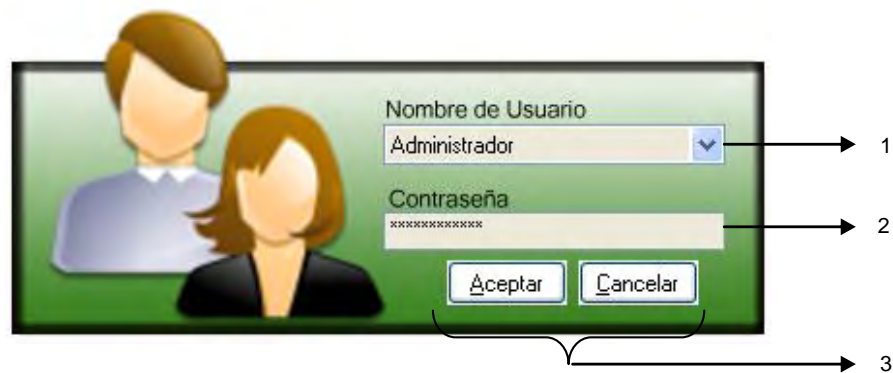 Nombre de Usuario
Administrador
1
Contraseña
************
2
Aceptar Cancelar
3